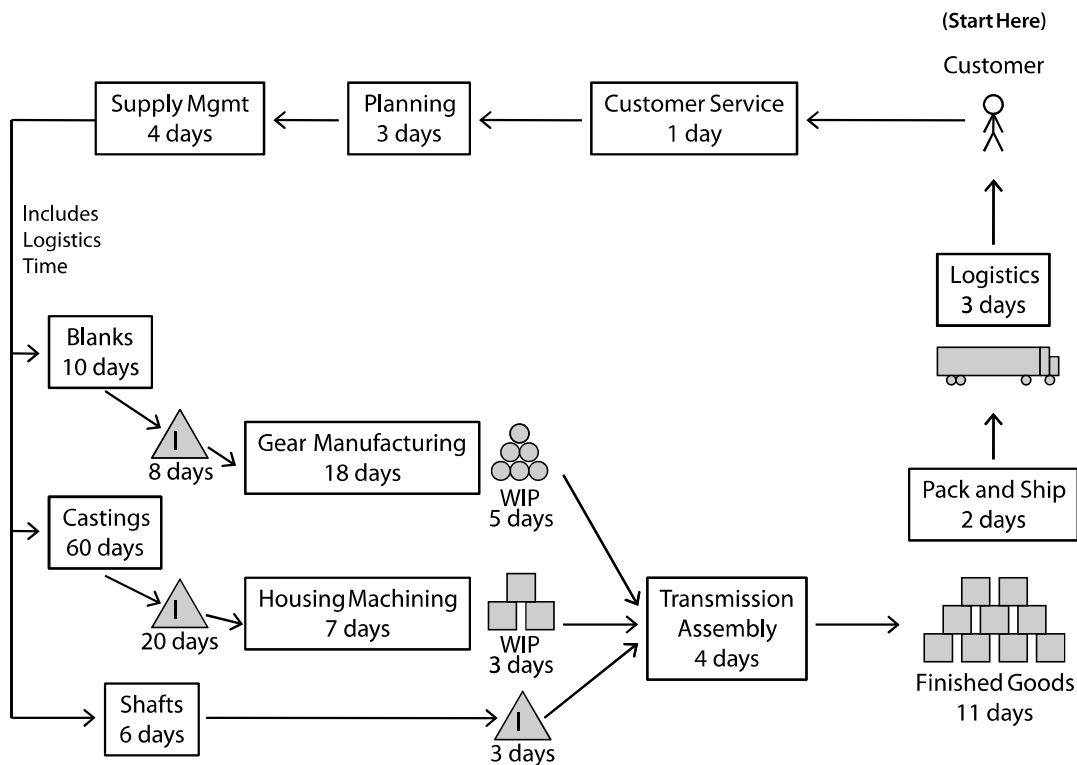 (Start Here)
Customer
Supply Mgmt
4 days
Planning
3 days
Customer Service
1 day
Includes
Logistics
Time
Logistics
3 days
Blanks
10 days
I
8 days
Gear Manufacturing
18 days
WIP
5 days
Pack and Ship
2 days
Castings
60 days
I
20 days
Housing Machining
7 days
WIP
3 days
Transmission
Assembly
4 days
Finished Goods
11 days
Shafts
6 days
I
3 days